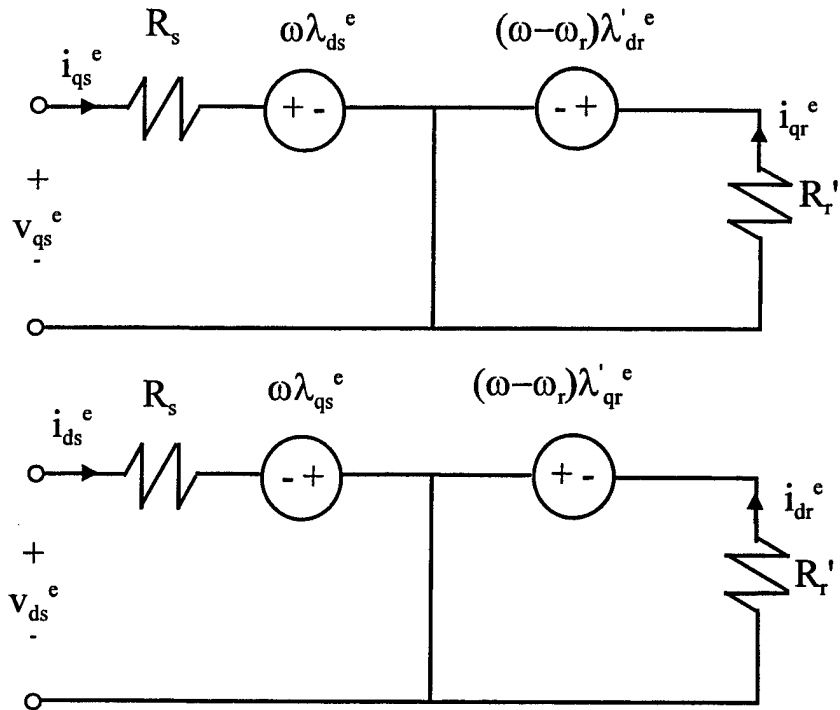 R_s ωλ_ds^e (ω−ω_r)λ'_dr^e
i_qs^e + - - + i_qr^e
+
v_qs^e R_r'
-
R_s ωλ_qs^e (ω−ω_r)λ'_qr^e
i_ds^e - + + - i_dr^e
+
v_ds^e R_r'
-